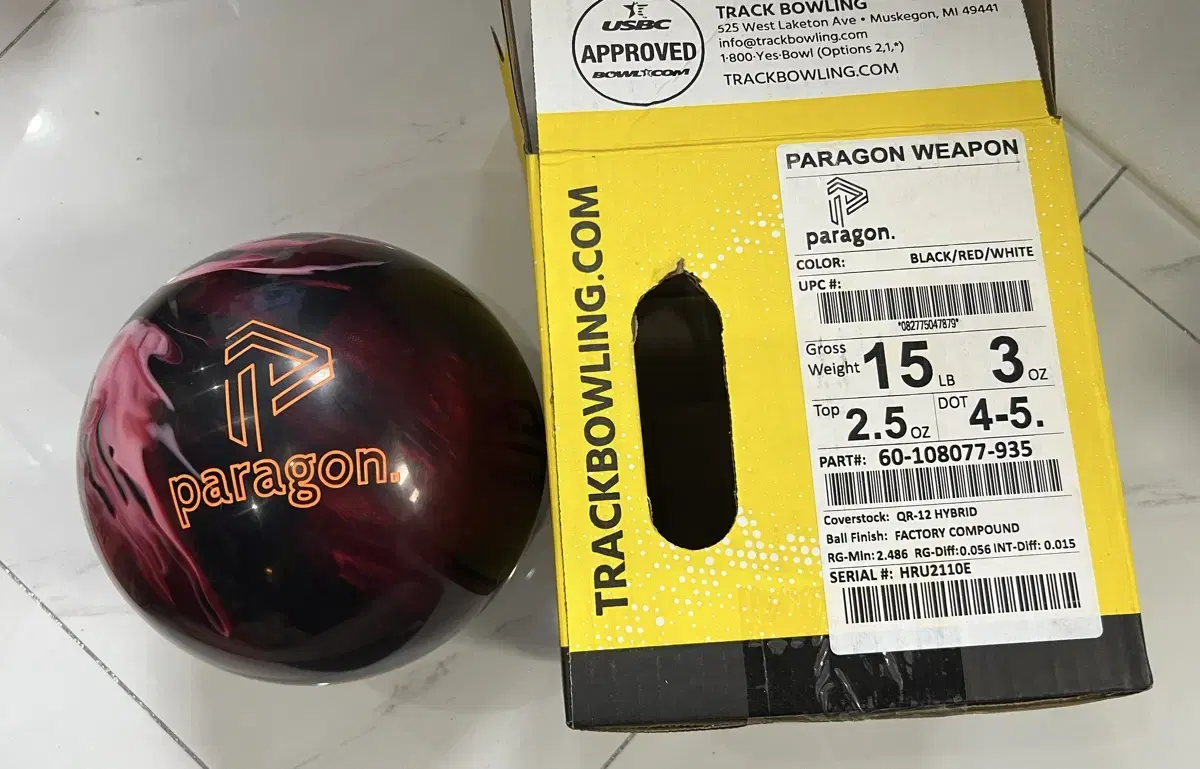 paragon.
USBC
APPROVED
BOWL★COM
TRACK BOWLING
525 West Laketon Ave • Muskegon, MI 49441
info@trackbowling.com
1-800-Yes-Bowl (Options 2,1,*)
TRACKBOWLING.COM
TRACKBOWLING.COM
PARAGON WEAPON
paragon.
COLOR: BLACK/RED/WHITE
UPC #:
*082775047879*
Gross Weight 15 LB 3 OZ
Top 2.5 OZ DOT 4-5.
PART#: 60-108077-935
Coverstock: QR-12 HYBRID
Ball Finish: FACTORY COMPOUND
RG-Min: 2.486 RG-Diff: 0.056 INT-Diff: 0.015
SERIAL #: HRU2110E